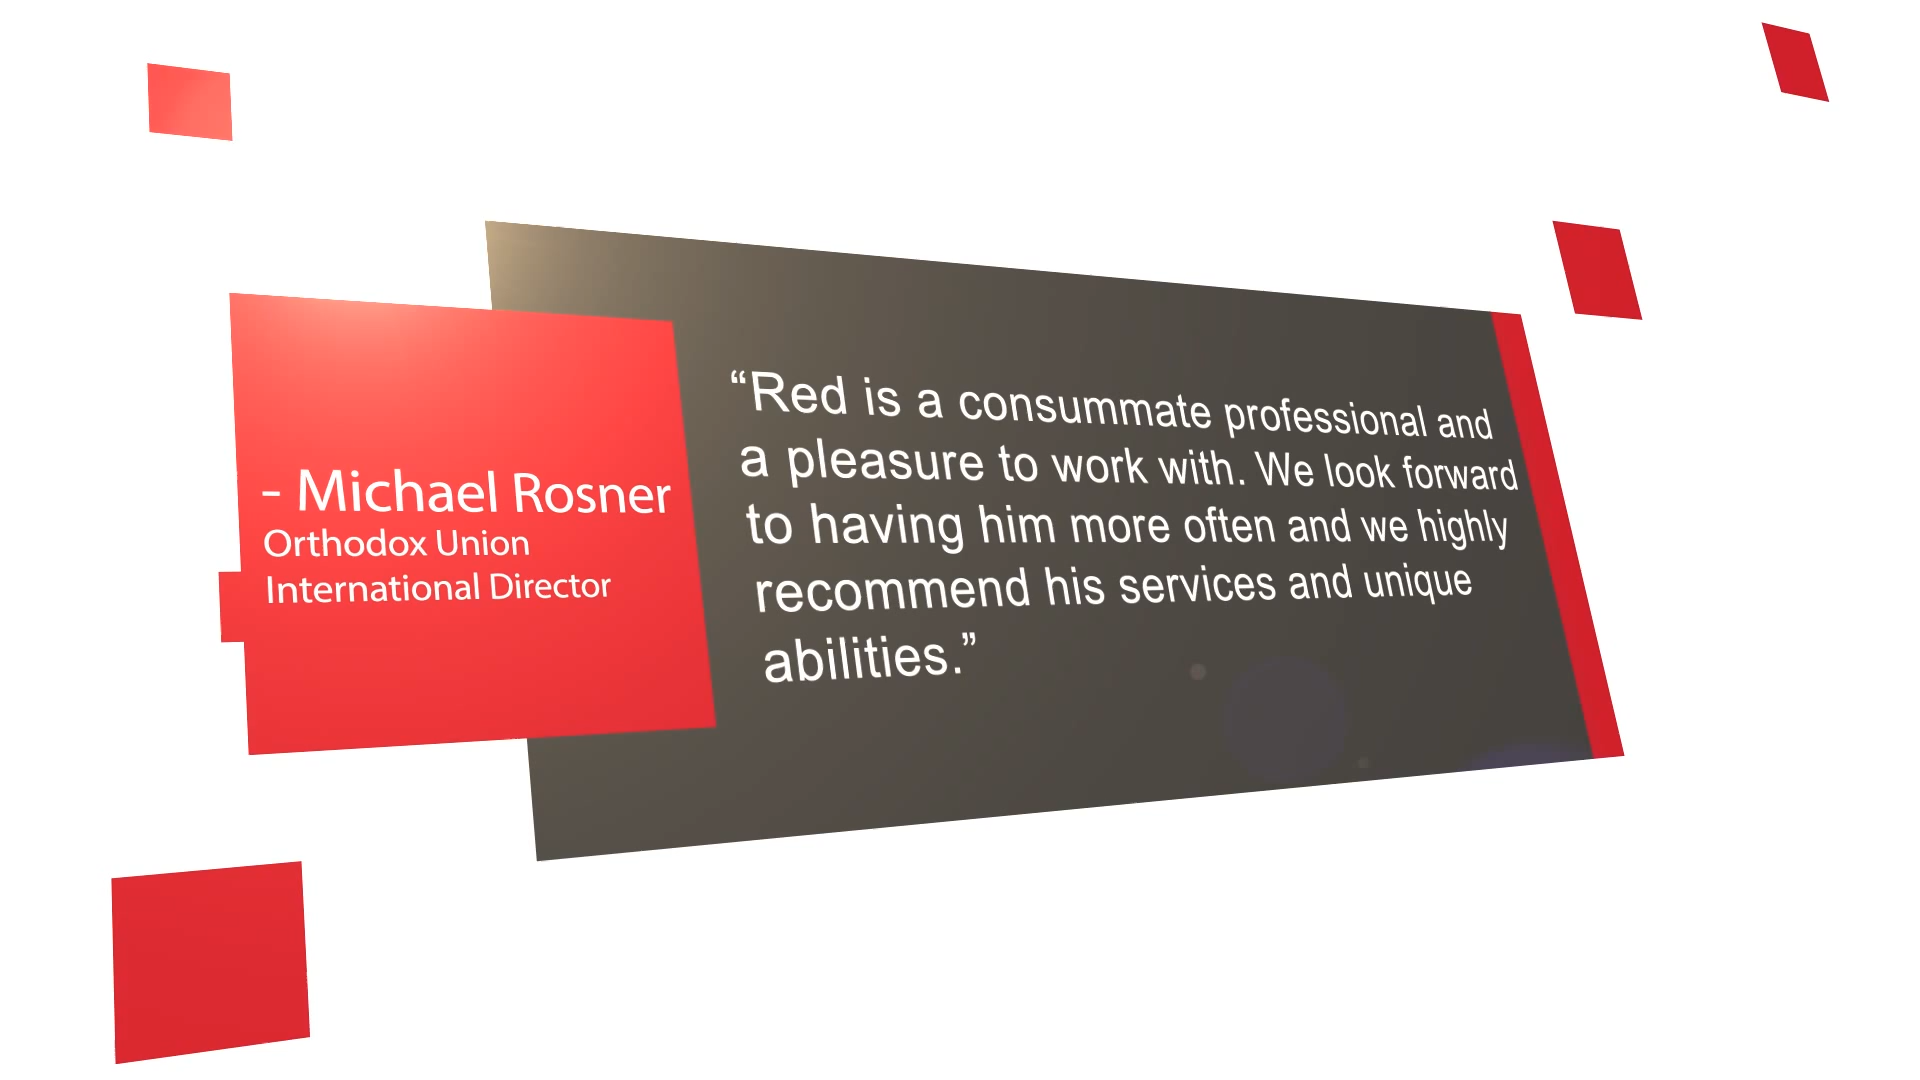 - Michael Rosner
Orthodox Union
International Director
“Red is a consummate professional and
a pleasure to work with. We look forward
to having him more often and we highly
recommend his services and unique
abilities.”